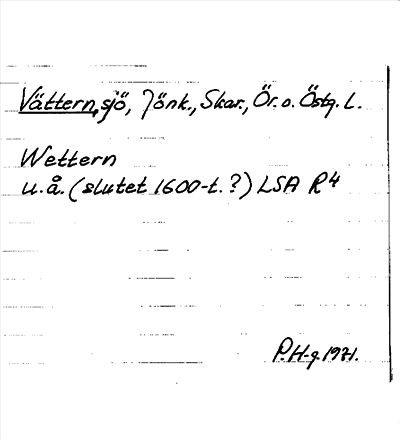 Vättern, sjö, Jönk., Skar., Ör. o. Östg. L.
Wettern
u.å. (slutet 1600-t.?) LSA R4
P.H-g. 1971.